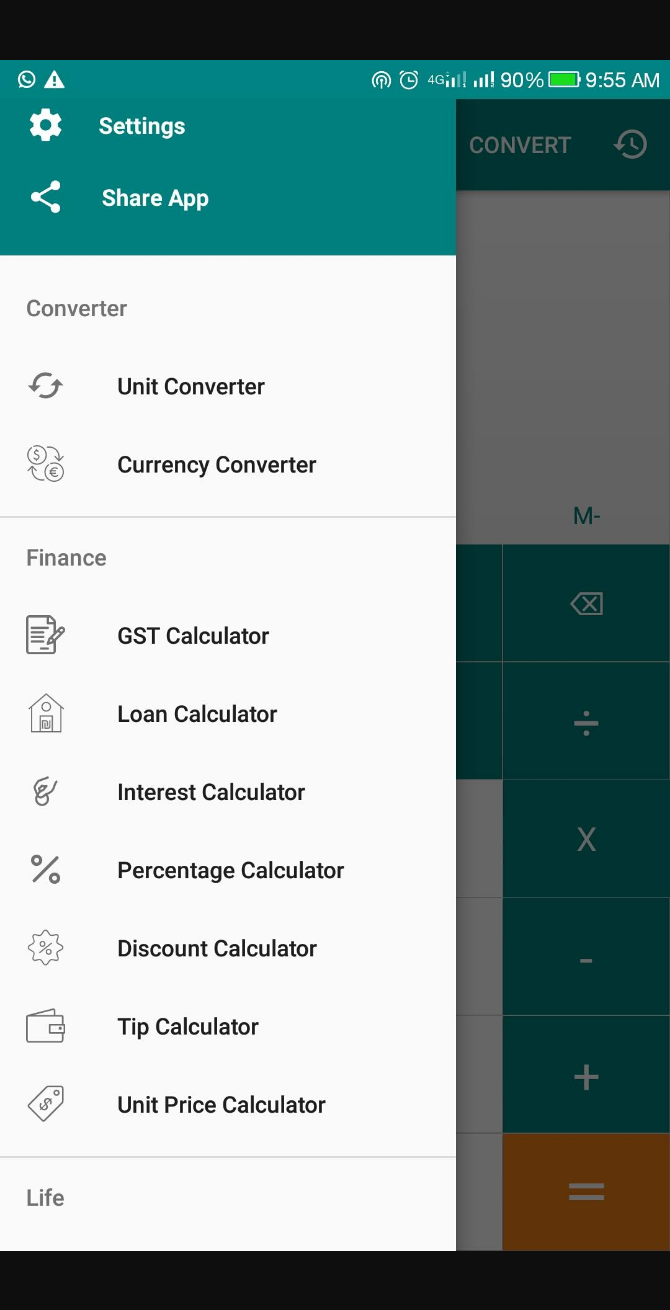 4G 90% 9:55 AM
Settings
CONVERT
Share App
Converter
Unit Converter
Currency Converter
M-
Finance
GST Calculator
Loan Calculator
÷
Interest Calculator
X
Percentage Calculator
Discount Calculator
-
Tip Calculator
+
Unit Price Calculator
Life
=